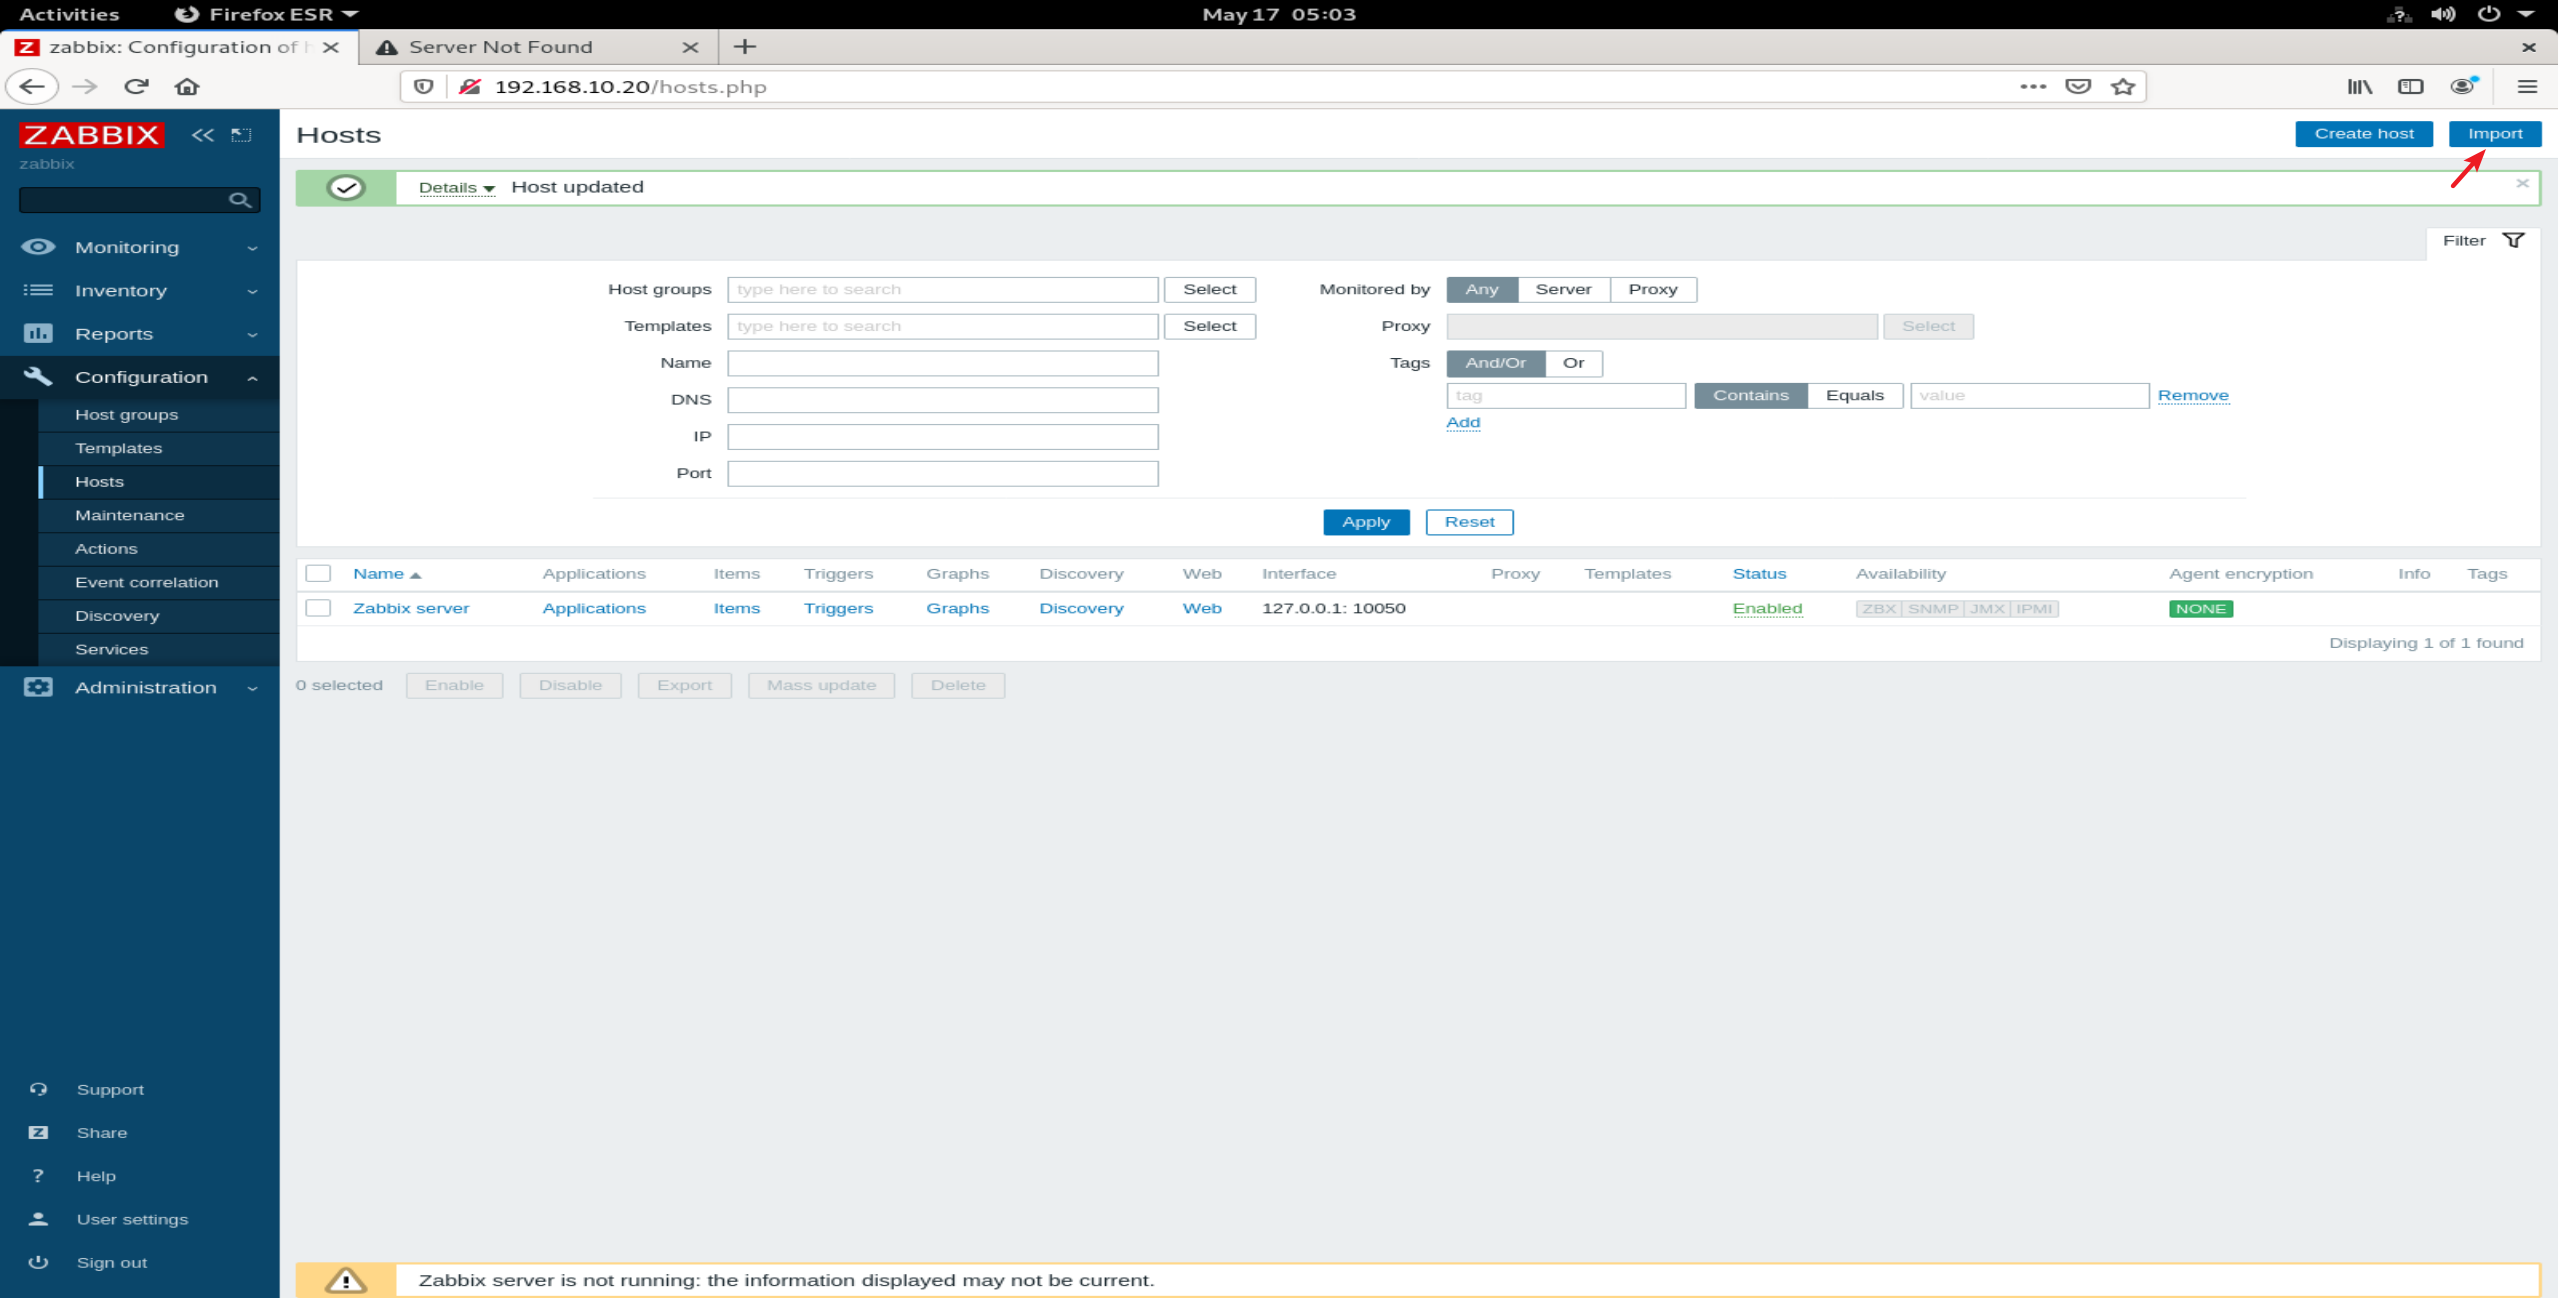 Activities Firefox ESR May 17 05:03
zabbix: Configuration of h Server Not Found
192.168.10.20/hosts.php
ZABBIX
zabbix
Monitoring
Inventory
Reports
Configuration
Host groups
Templates
Hosts
Maintenance
Actions
Event correlation
Discovery
Services
Administration
Support
Share
Help
User settings
Sign out
Hosts Create host Import
Details Host updated
Filter
Host groups type here to search Select
Templates type here to search Select
Name
DNS
IP
Port
Monitored by Any Server Proxy
Proxy Select
Tags And/Or Or
tag Contains Equals value Remove
Add
Apply Reset
Name Applications Items Triggers Graphs Discovery Web Interface Proxy Templates Status Availability Agent encryption Info Tags
Zabbix server Applications Items Triggers Graphs Discovery Web 127.0.0.1: 10050 Enabled ZBX SNMP JMX IPMI NONE
Displaying 1 of 1 found
0 selected Enable Disable Export Mass update Delete
Zabbix server is not running: the information displayed may not be current.